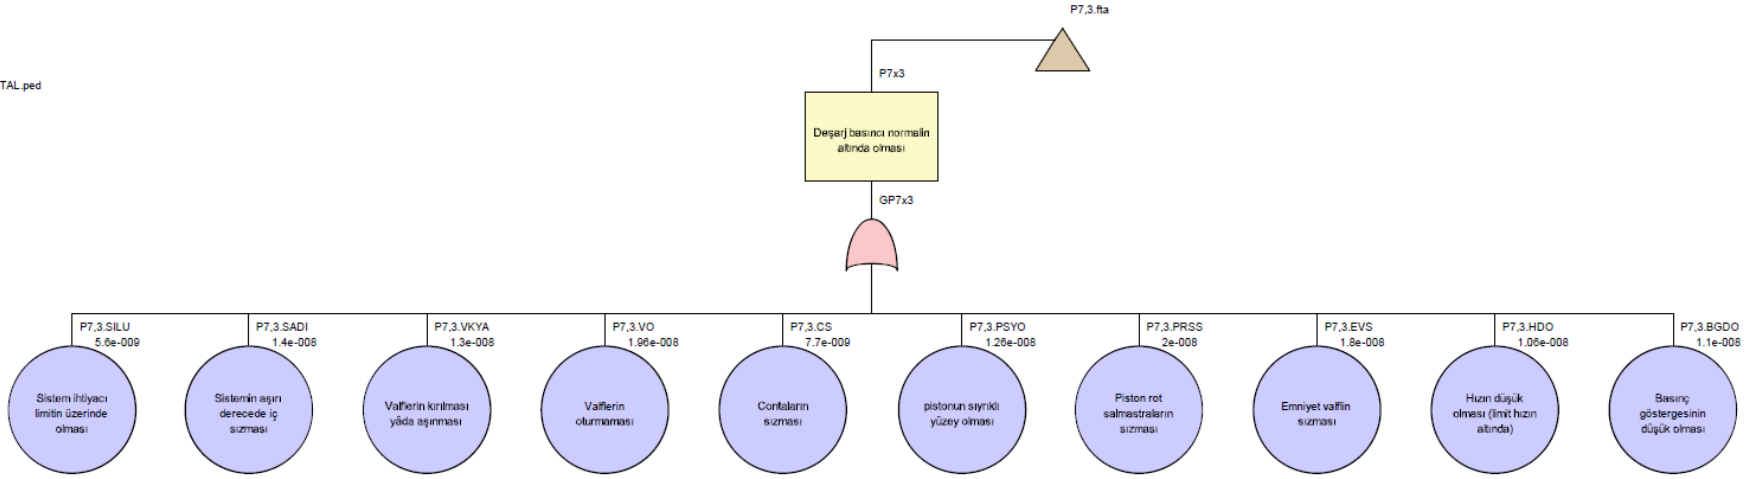 P7,3.fta
P7x3
TAL.ped
Deşarj basıncı normalin
altında olması
GP7x3
P7,3.SILU
5.6e-009
P7,3.SADI
1.4e-008
P7,3.VKYA
1.3e-008
P7,3.VO
1.96e-008
P7,3.CS
7.7e-009
P7,3.PSYO
1.26e-008
P7,3.PRSS
2e-008
P7,3.EVS
1.8e-008
P7,3.HDO
1.06e-008
P7,3.BGDO
1.1e-008
Sistem ihtiyacı
limitin üzerinde
olması
Sistemin aşırı
derecede iç
sızması
Valflerin kırılması
yâda aşınması
Valflerin
oturmaması
Contaların
sızması
pistonun sıyrıklı
yüzey olması
Piston rot
salmastraların
sızması
Emniyet valflin
sızması
Hızın düşük
olması (limit hızın
altında)
Basınç
göstergesinin
düşük olması